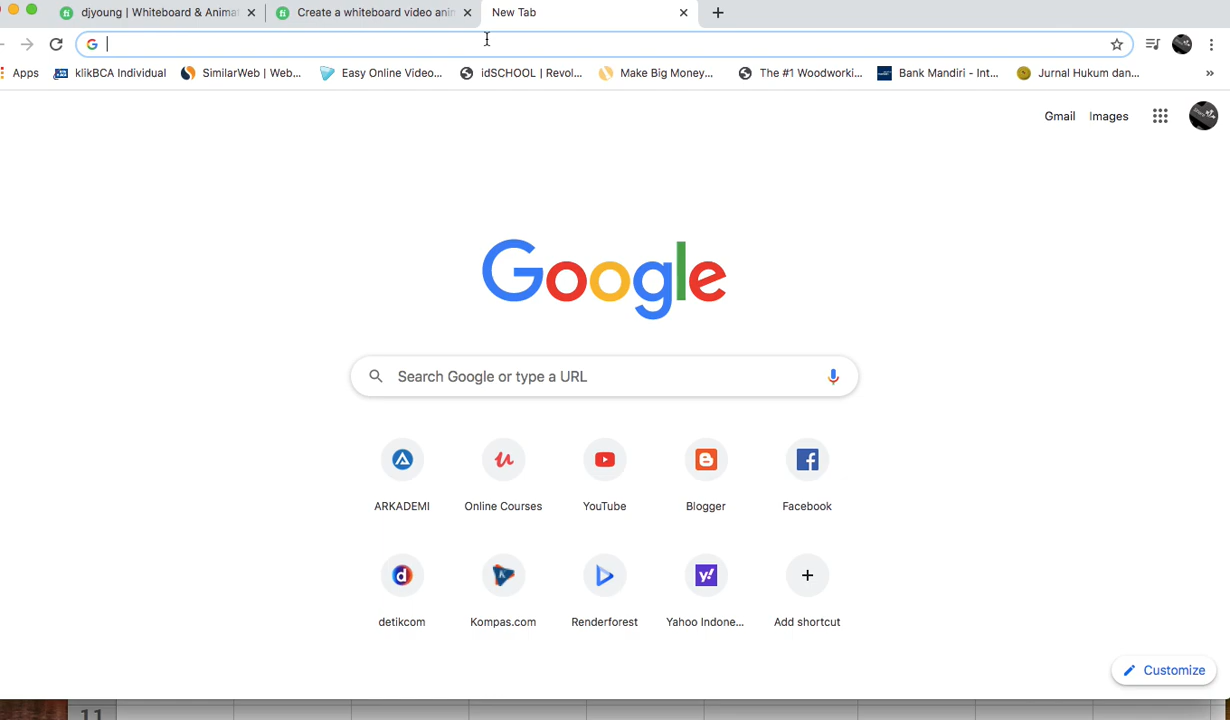 djyoung | Whiteboard & Animat
Create a whiteboard video anin
New Tab
Apps
klikBCA Individual
SimilarWeb | Web...
Easy Online Video...
idSCHOOL | Revol...
Make Big Money...
The #1 Woodworki...
Bank Mandiri - Int...
Jurnal Hukum dan...
Gmail
Images
Google
Search Google or type a URL
ARKADEMI
Online Courses
YouTube
Blogger
Facebook
detikcom
Kompas.com
Renderforest
Yahoo Indone...
Add shortcut
Customize
11